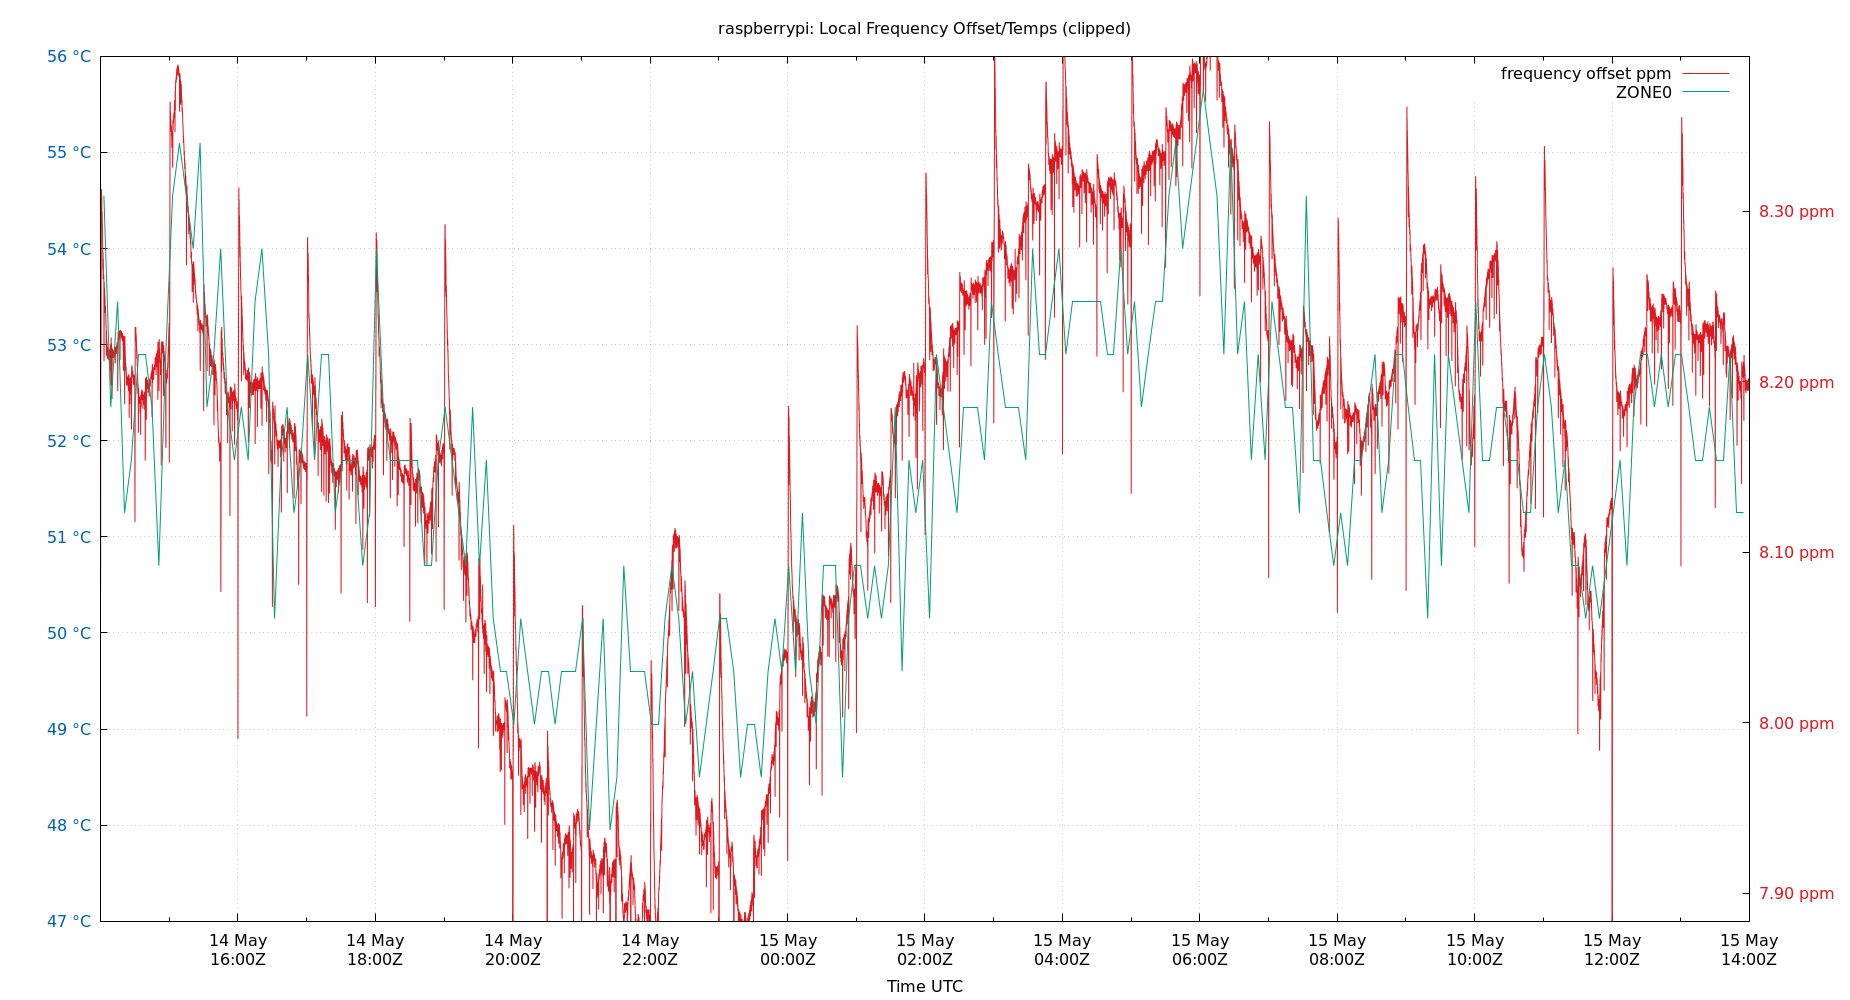 raspberrypi: Local Frequency Offset/Temps (clipped)
56 °C
55 °C
54 °C
53 °C
52 °C
51 °C
50 °C
49 °C
48 °C
47 °C
frequency offset ppm
ZONE0
8.30 ppm
8.20 ppm
8.10 ppm
8.00 ppm
7.90 ppm
14 May
16:00Z
14 May
18:00Z
14 May
20:00Z
14 May
22:00Z
15 May
00:00Z
15 May
02:00Z
15 May
04:00Z
15 May
06:00Z
15 May
08:00Z
15 May
10:00Z
15 May
12:00Z
15 May
14:00Z
Time UTC